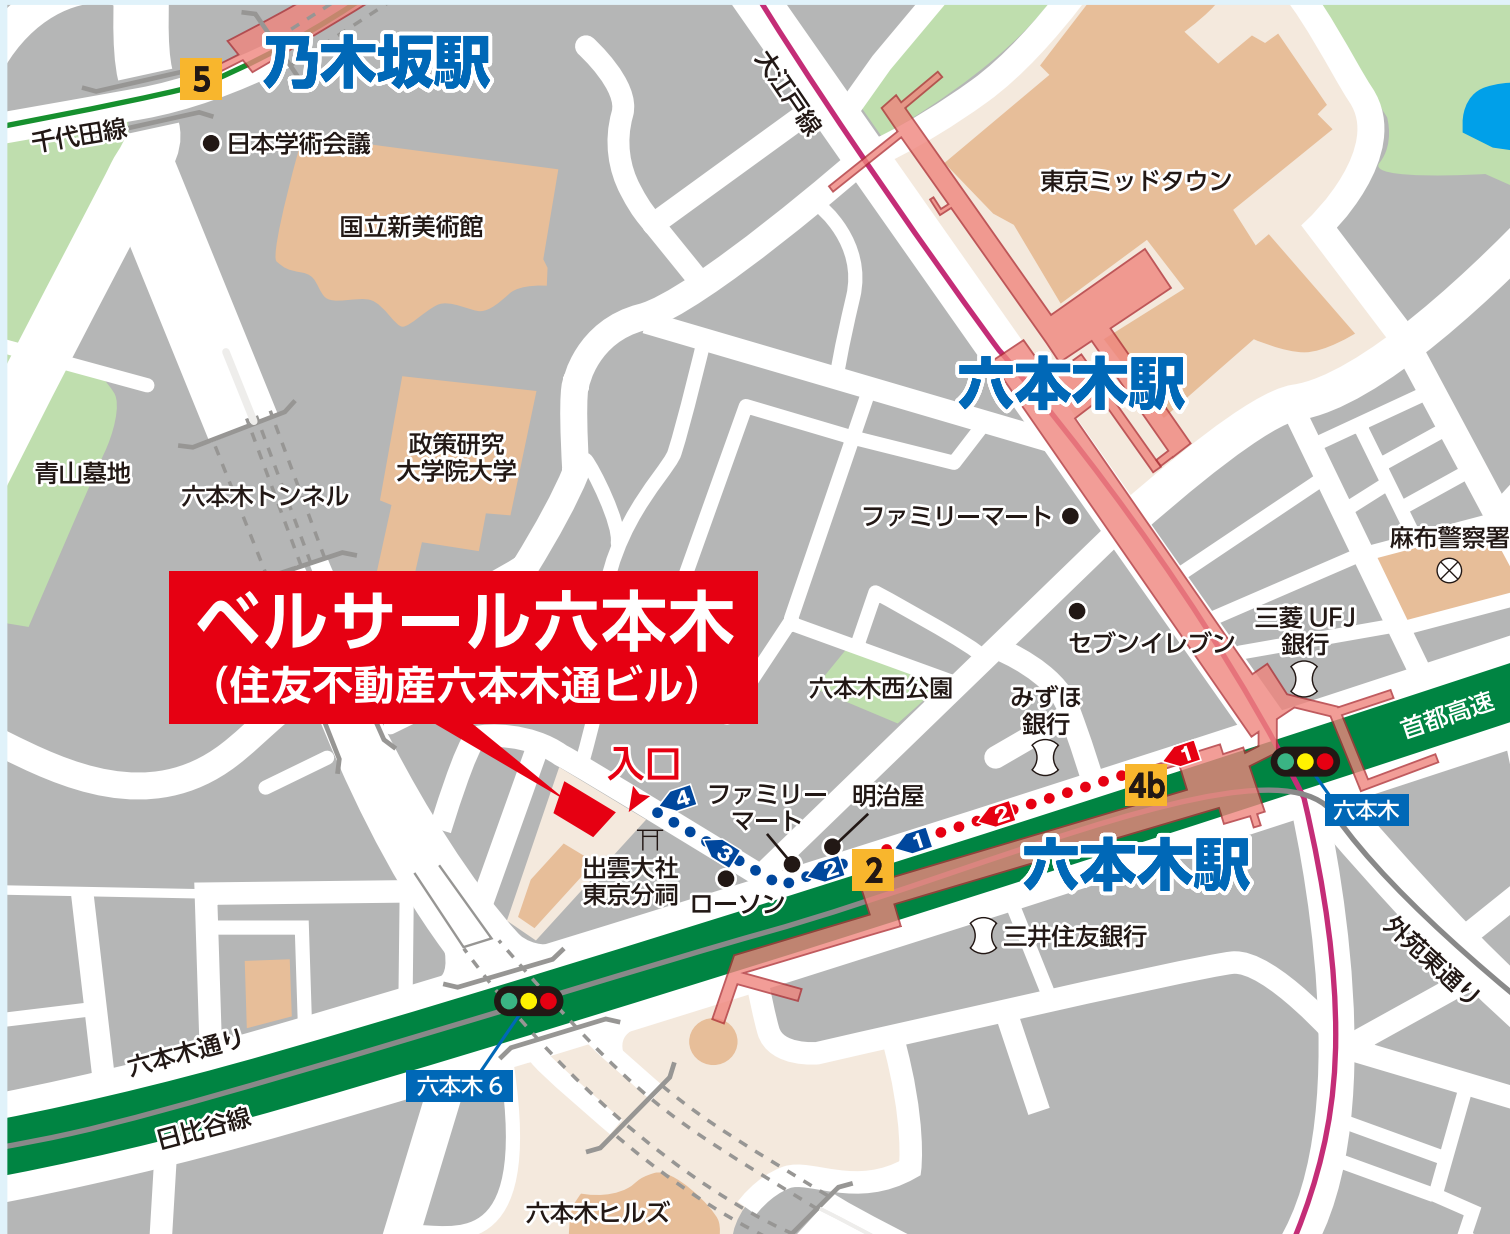 乃木坂駅
5
千代田線
日本学術会議
国立新美術館
大江戸線
東京ミッドタウン
六本木駅
政策研究
大学院大学
青山墓地
六本木トンネル
ファミリーマート
麻布警察署
ベルサール六本木
(住友不動産六本木通ビル)
セブンイレブン
三菱UFJ
銀行
六本木西公園
みずほ
銀行
首都高速
入口
1
4b
4
ファミリー
マート
明治屋
2
六本木
1
3
2
2
六本木駅
出雲大社
東京分祠
ローソン
三井住友銀行
外苑東通り
六本木通り
六本木6
日比谷線
六本木ヒルズ